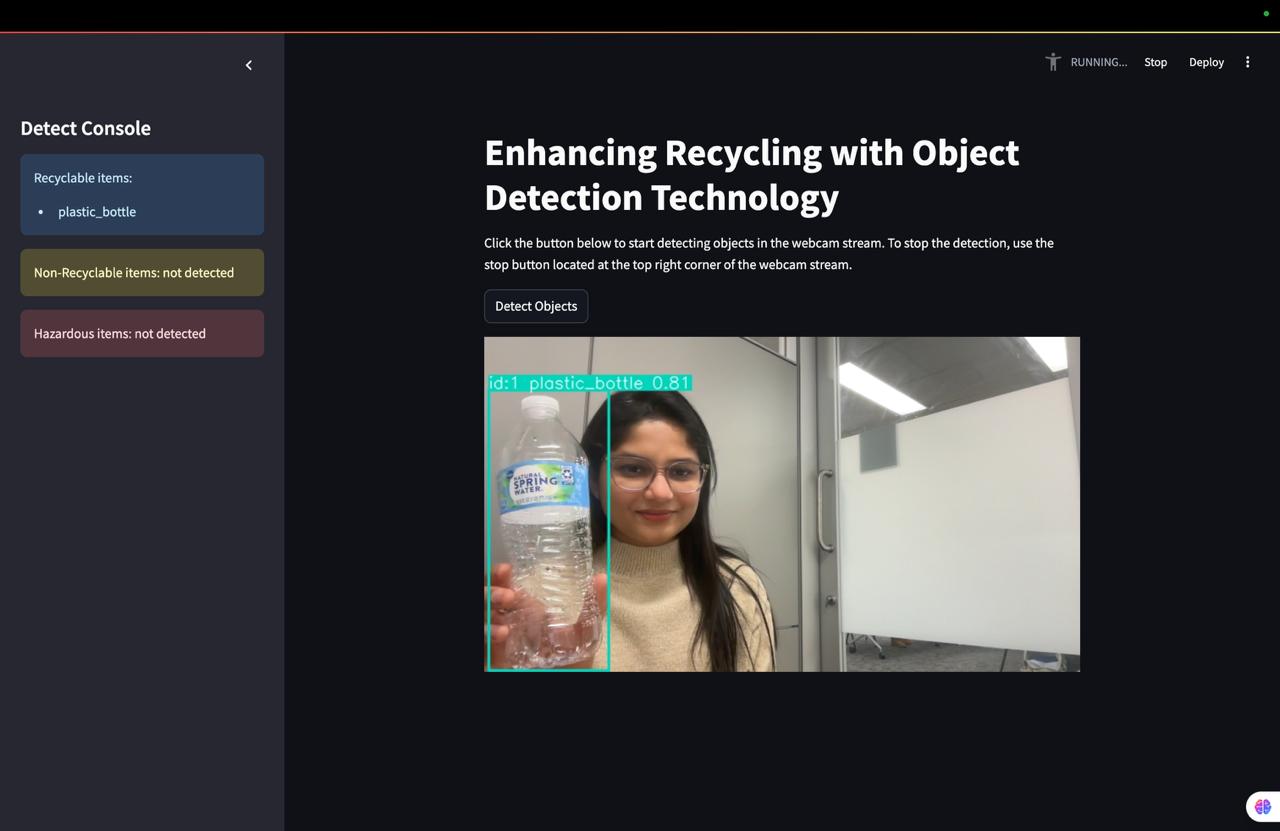 RUNNING...
Stop
Deploy
Detect Console
Recyclable items:
• plastic_bottle
Non-Recyclable items: not detected
Hazardous items: not detected
Enhancing Recycling with Object
Detection Technology
Click the button below to start detecting objects in the webcam stream. To stop the detection, use the
stop button located at the top right corner of the webcam stream.
Detect Objects
id:1 plastic_bottle 0.81
NATURAL
SPRING
WATER